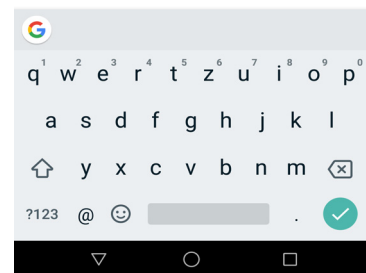 G
q1 w2 e3 r4 t5 z6 u7 i8 o9 p0
a s d f g h j k l
y x c v b n m
?123 @ .